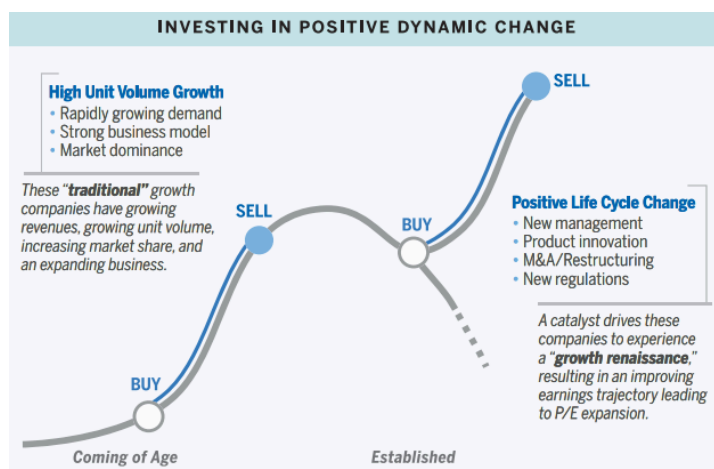 INVESTING IN POSITIVE DYNAMIC CHANGE
High Unit Volume Growth
• Rapidly growing demand
• Strong business model
• Market dominance
These “traditional” growth
companies have growing
revenues, growing unit volume,
increasing market share, and
an expanding business.
SELL
BUY
SELL
BUY
Positive Life Cycle Change
• New management
• Product innovation
• M&A/Restructuring
• New regulations
A catalyst drives these
companies to experience
a “growth renaissance,”
resulting in an improving
earnings trajectory leading
to P/E expansion.
Coming of Age
Established